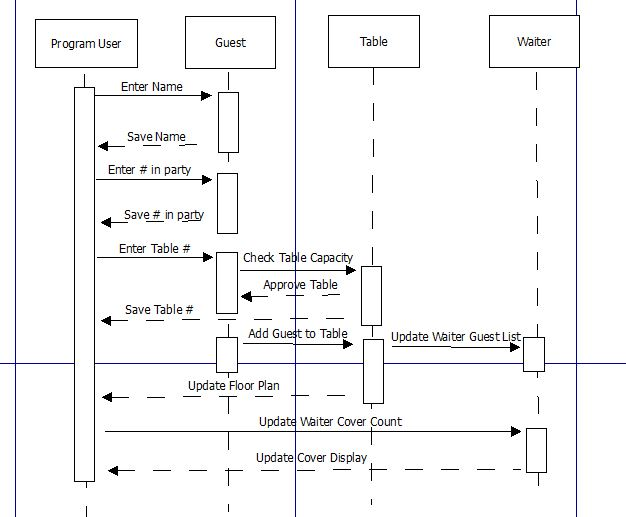 Program User
Guest
Table
Waiter
Enter Name
Save Name
Enter # in party
Save # in party
Enter Table #
Check Table Capacity
Approve Table
Save Table #
Add Guest to Table
Update Waiter Guest List
Update Floor Plan
Update Waiter Cover Count
Update Cover Display